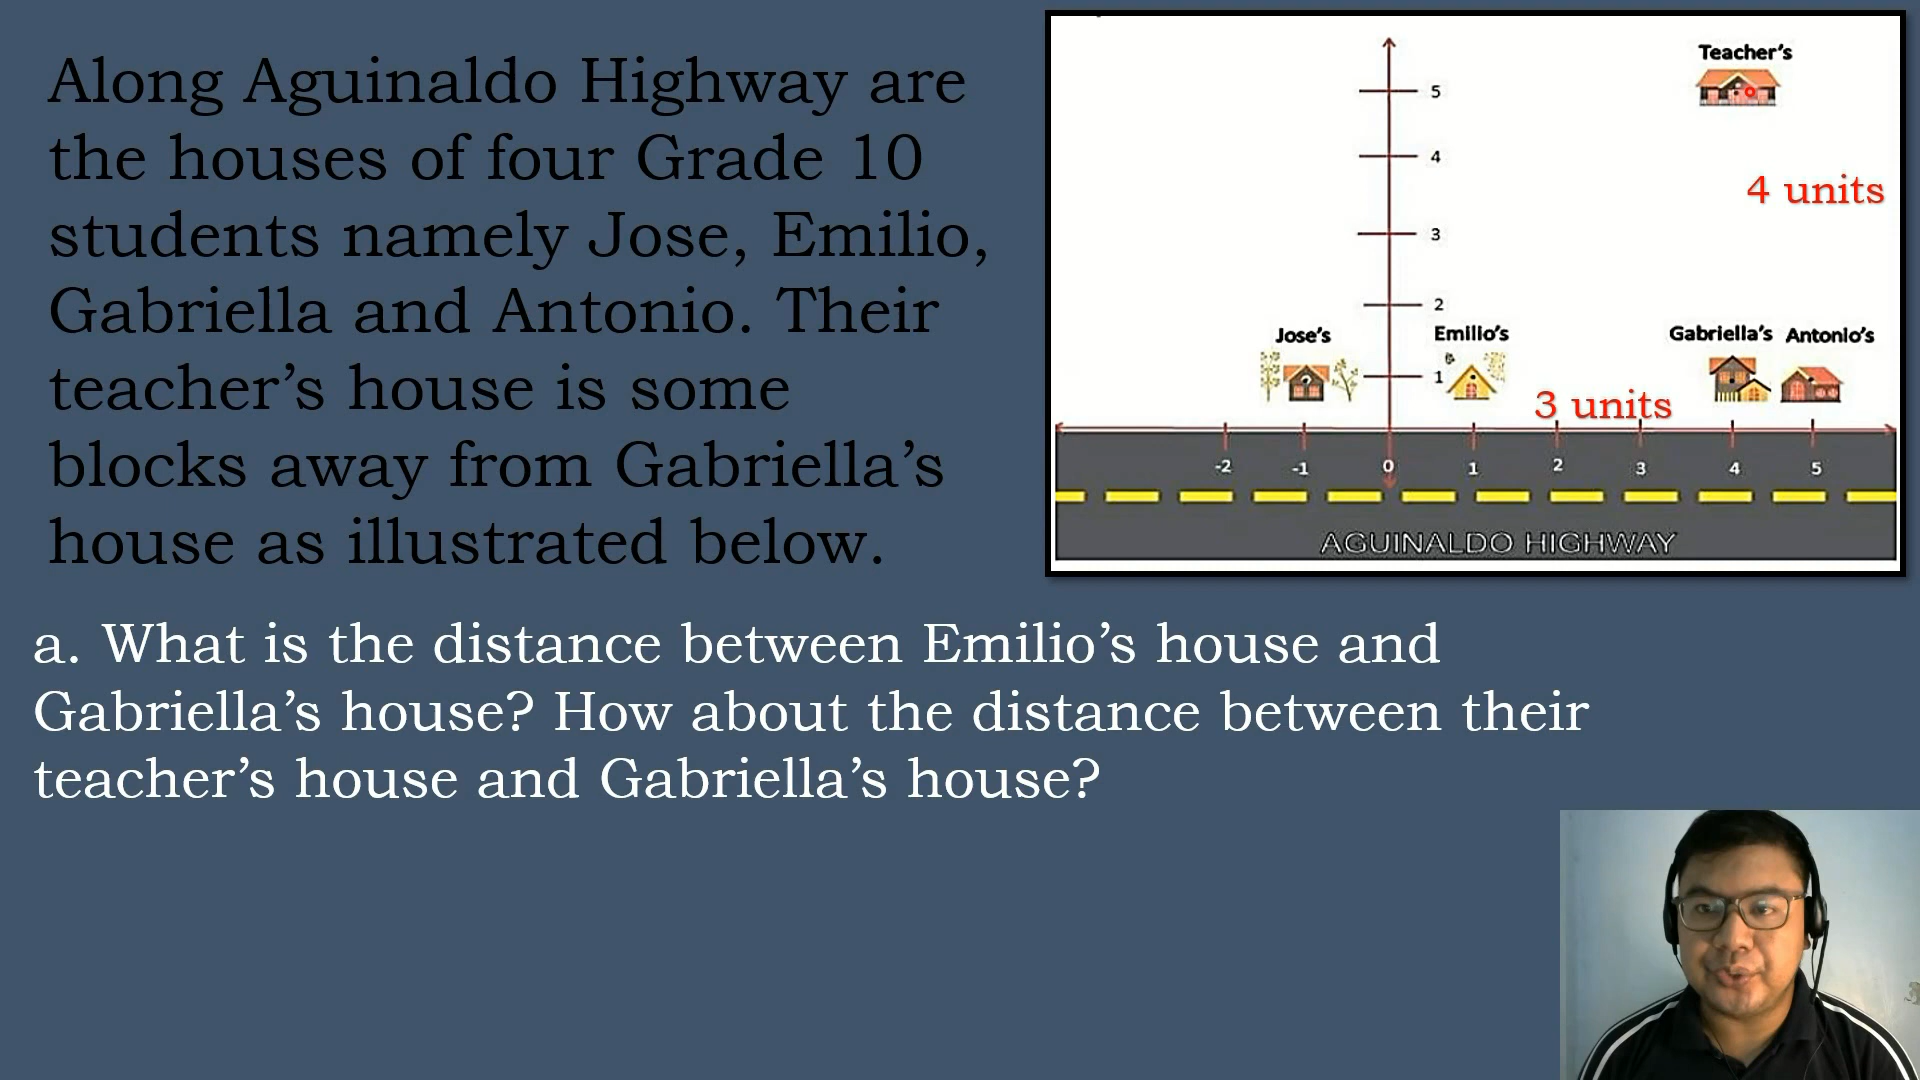 Along Aguinaldo Highway are
the houses of four Grade 10
students namely Jose, Emilio,
Gabriella and Antonio. Their
teacher’s house is some
blocks away from Gabriella’s
house as illustrated below.
Teacher’s
5
4
4 units
3
2
Jose’s Emilio’s Gabriella’s Antonio’s
1
3 units
-2 -1 0 1 2 3 4 5
AGUINALDO HIGHWAY
a. What is the distance between Emilio’s house and
Gabriella’s house? How about the distance between their
teacher’s house and Gabriella’s house?